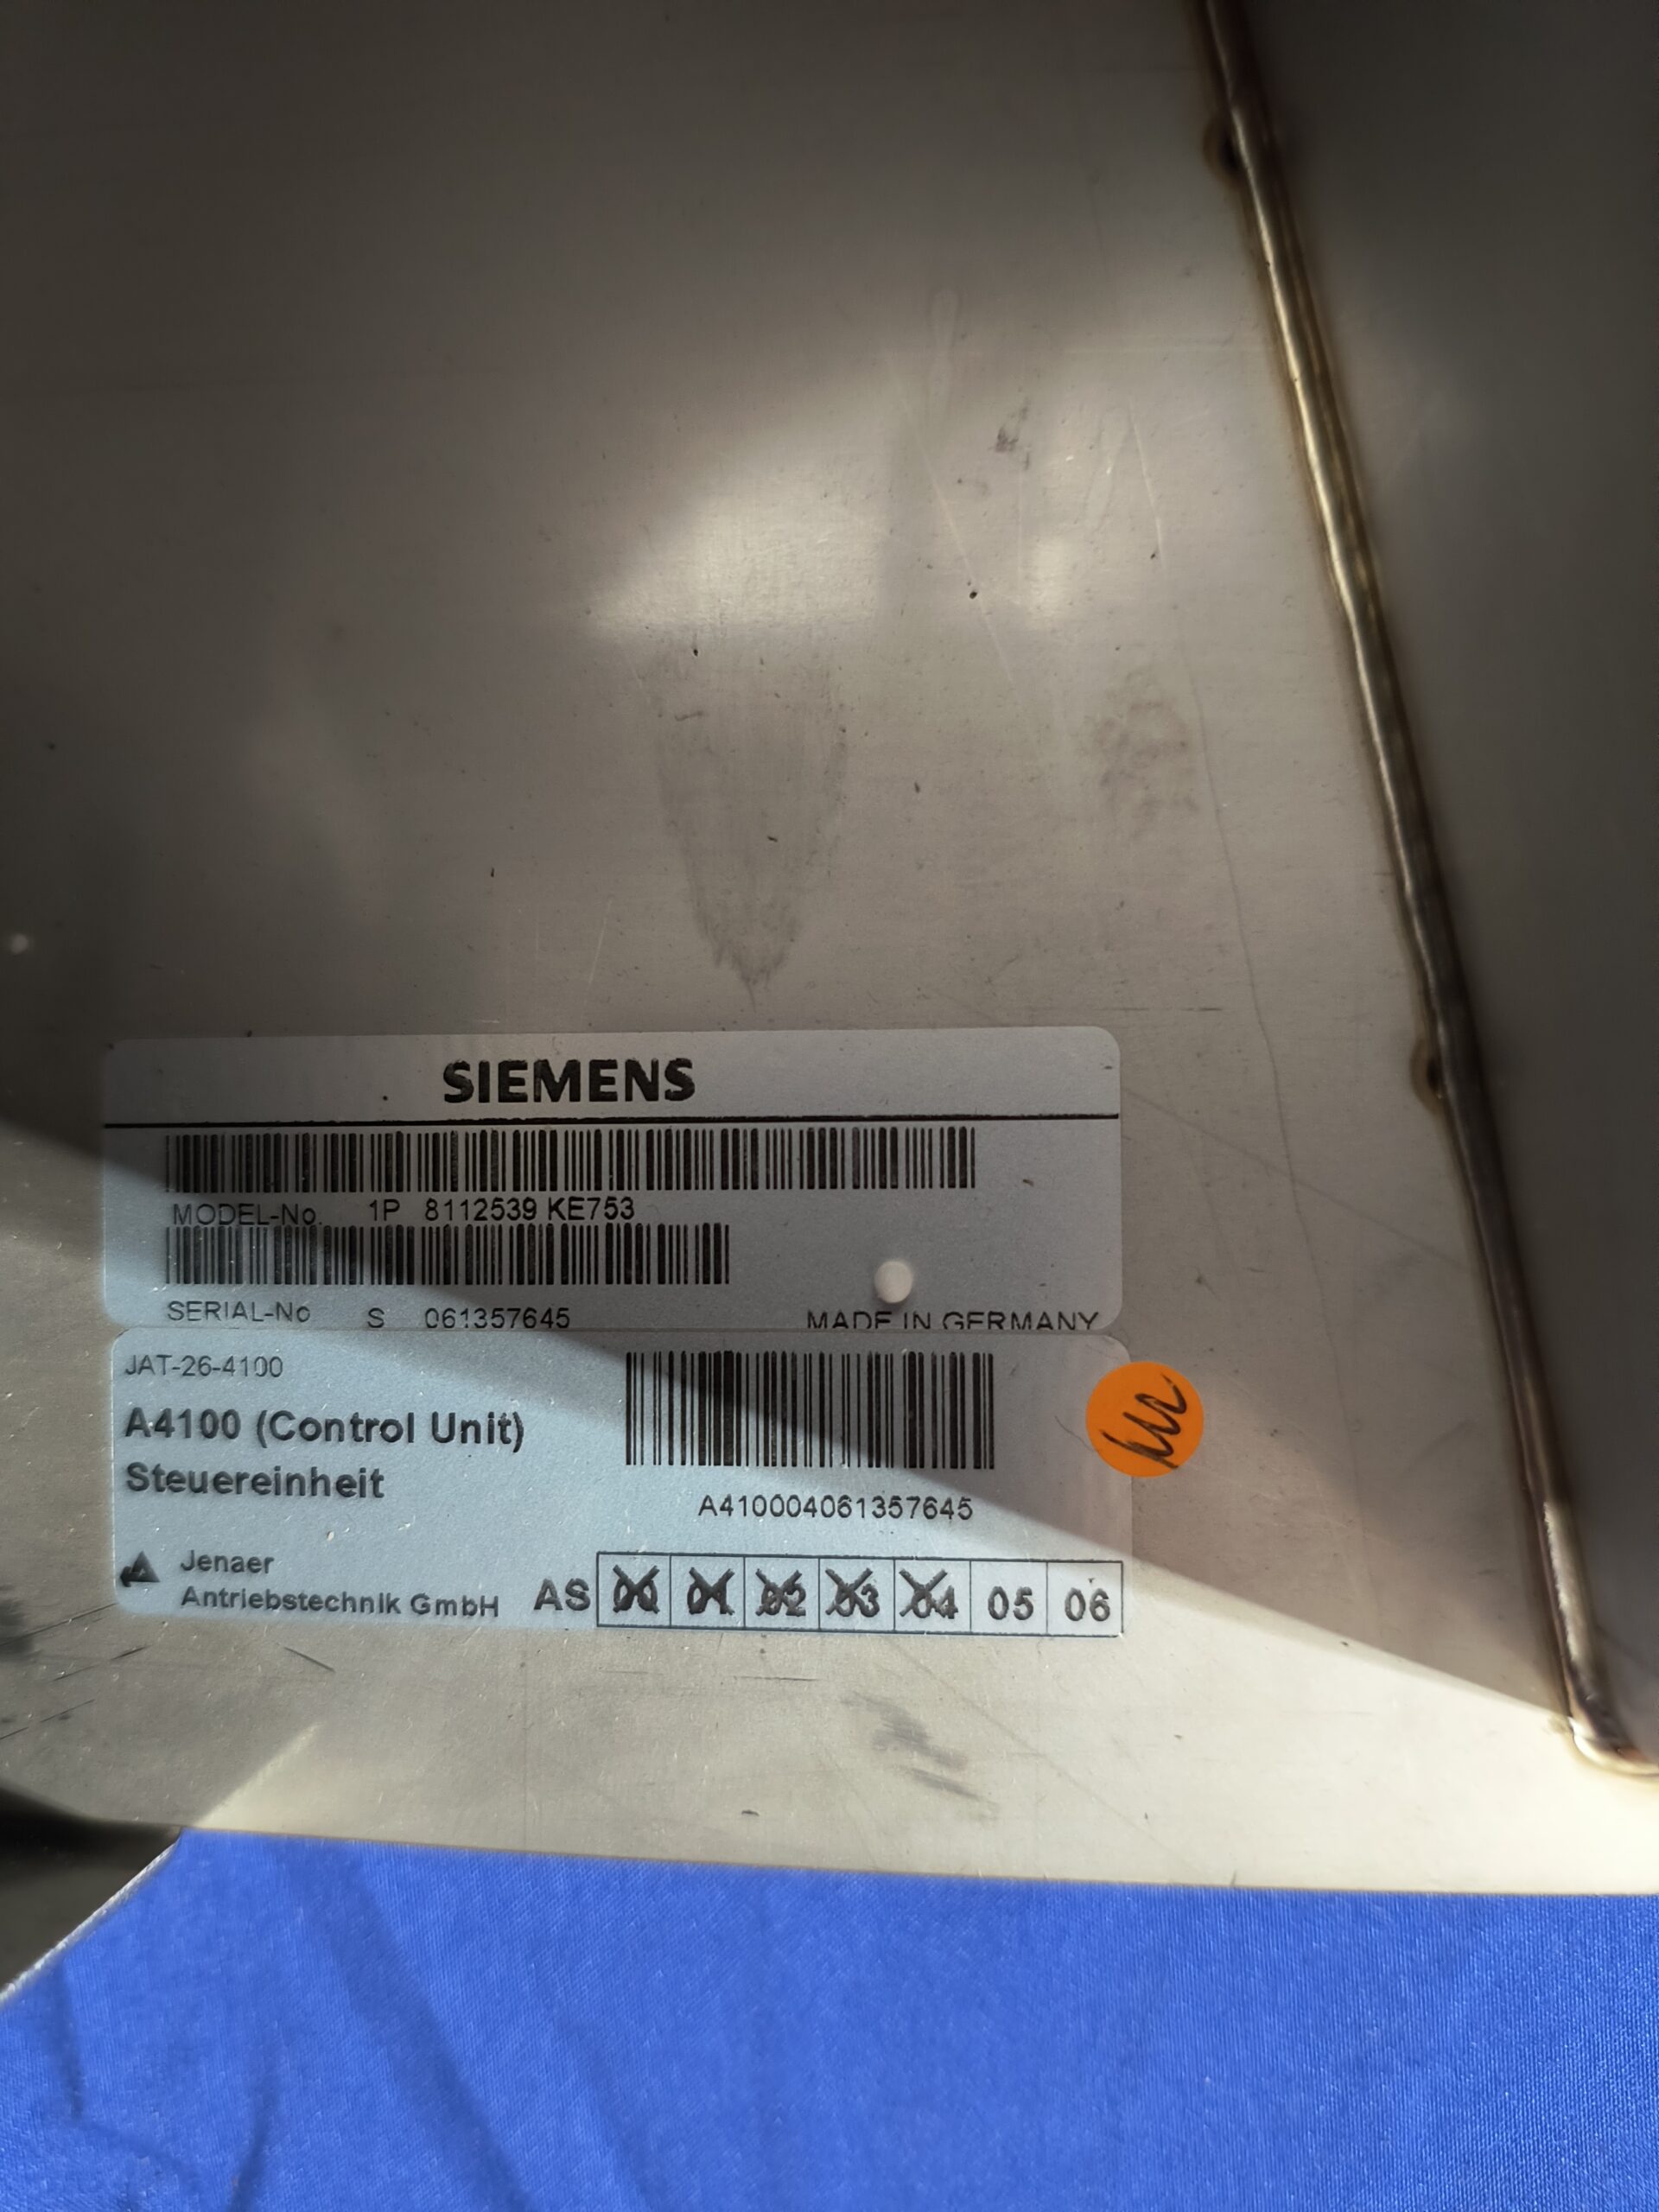 SIEMENS
MODEL-No. 1P 8112539 KE753
SERIAL-No S 061357645 MADE IN GERMANY
JAT-26-4100
A4100 (Control Unit)
Steuereinheit
A410004061357645
Jenaer
Antriebstechnik GmbH
AS 00 01 02 03 04 05 06